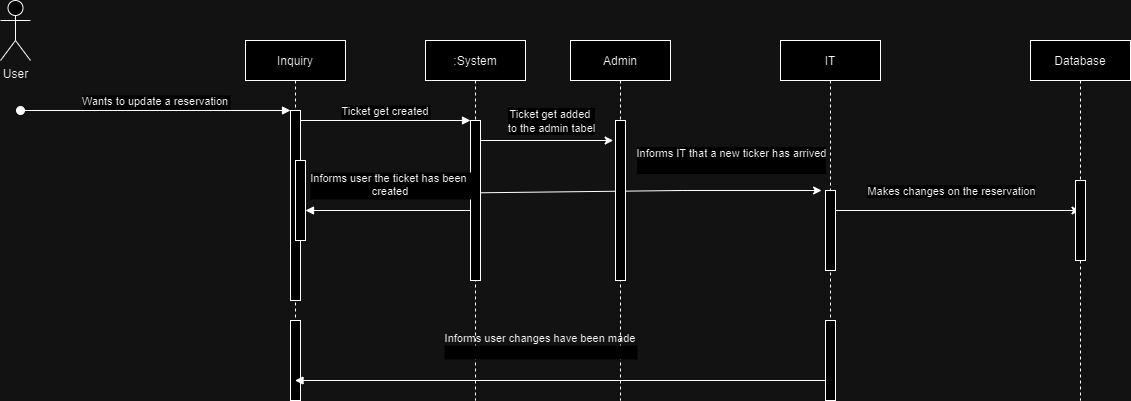 User
Inquiry
:System
Admin
IT
Database
Wants to update a reservation
Ticket get created
Ticket get added
to the admin tabel
Informs IT that a new ticker has arrived
Informs user the ticket has been
created
Makes changes on the reservation
Informs user changes have been made